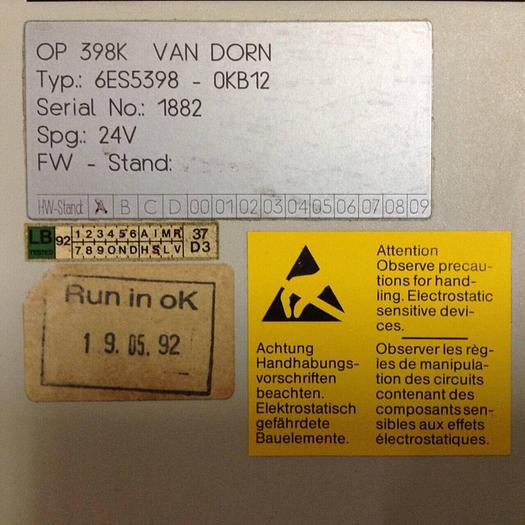 OP 398K VAN DORN
Typ.: 6ES5398 - 0KB12
Serial No.: 1882
Spg.: 24V
FW - Stand:
HW-Stand: A B C D 00 01 02 03 04 05 06 07 08 09
LB TESTED 92 1 2 3 4 5 6 A I M R 37
7 8 9 O N D H S L V D3
Run in oK
19.05.92
Attention
Observe precau-
tions for hand-
ling. Electrostatic
sensitive devi-
ces.
Achtung
Handhabungs-
vorschriften
beachten.
Elektrostatisch
gefährdete
Bauelemente.
Observer les règ-
les de manipula-
tion des circuits
contenant des
composants sen-
sibles aux effets
électrostatiques.